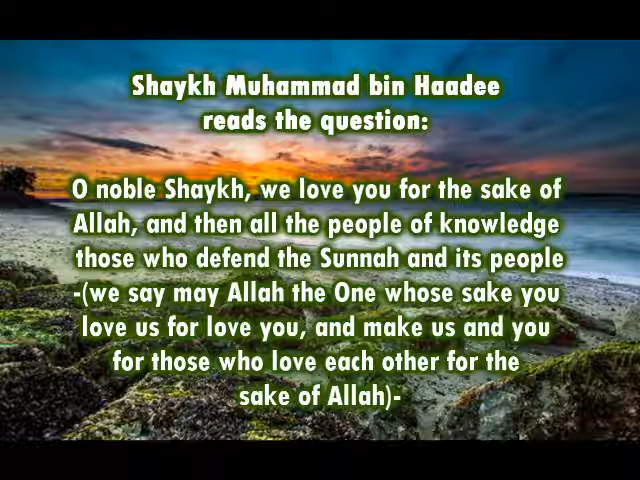 Shaykh Muhammad bin Haadee
reads the question:
O noble Shaykh, we love you for the sake of
Allah, and then all the people of knowledge
those who defend the Sunnah and its people
-(we say may Allah the One whose sake you
love us for love you, and make us and you
for those who love each other for the
sake of Allah)-